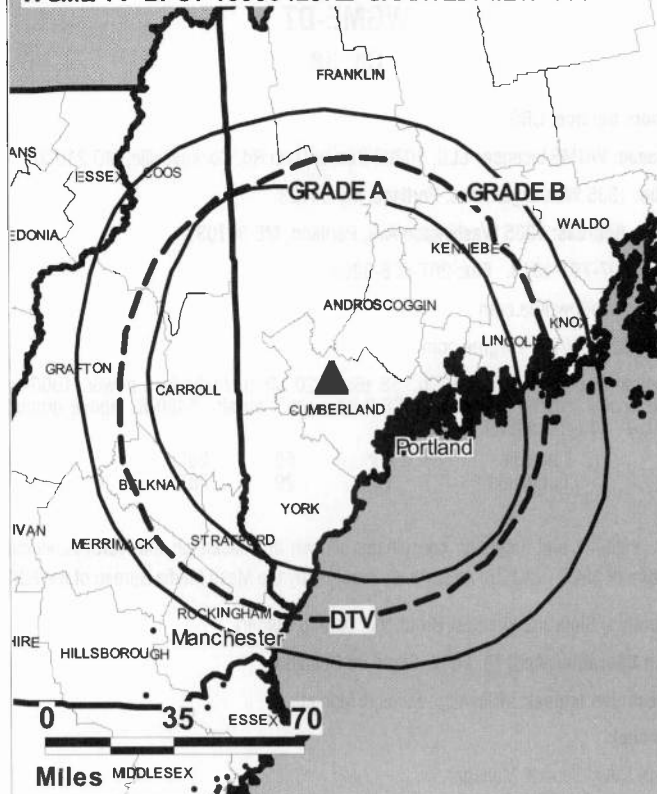 FRANKLIN
ANS
ESSEX
COOS
GRADE A
GRADE B
WALDO
EDONIA
KENNEBEC
ANDROSCOGGIN
KNOX
LINCOLN
GRAFTON
CARROLL
CUMBERLAND
Portland
BELKNAP
YORK
IVAN
MERRIMACK
STRAFFORD
ROCKINGHAM
DTV
Manchester
HIRE
HILLSBOROUGH
0 35 70
ESSEX
Miles
MIDDLESEX